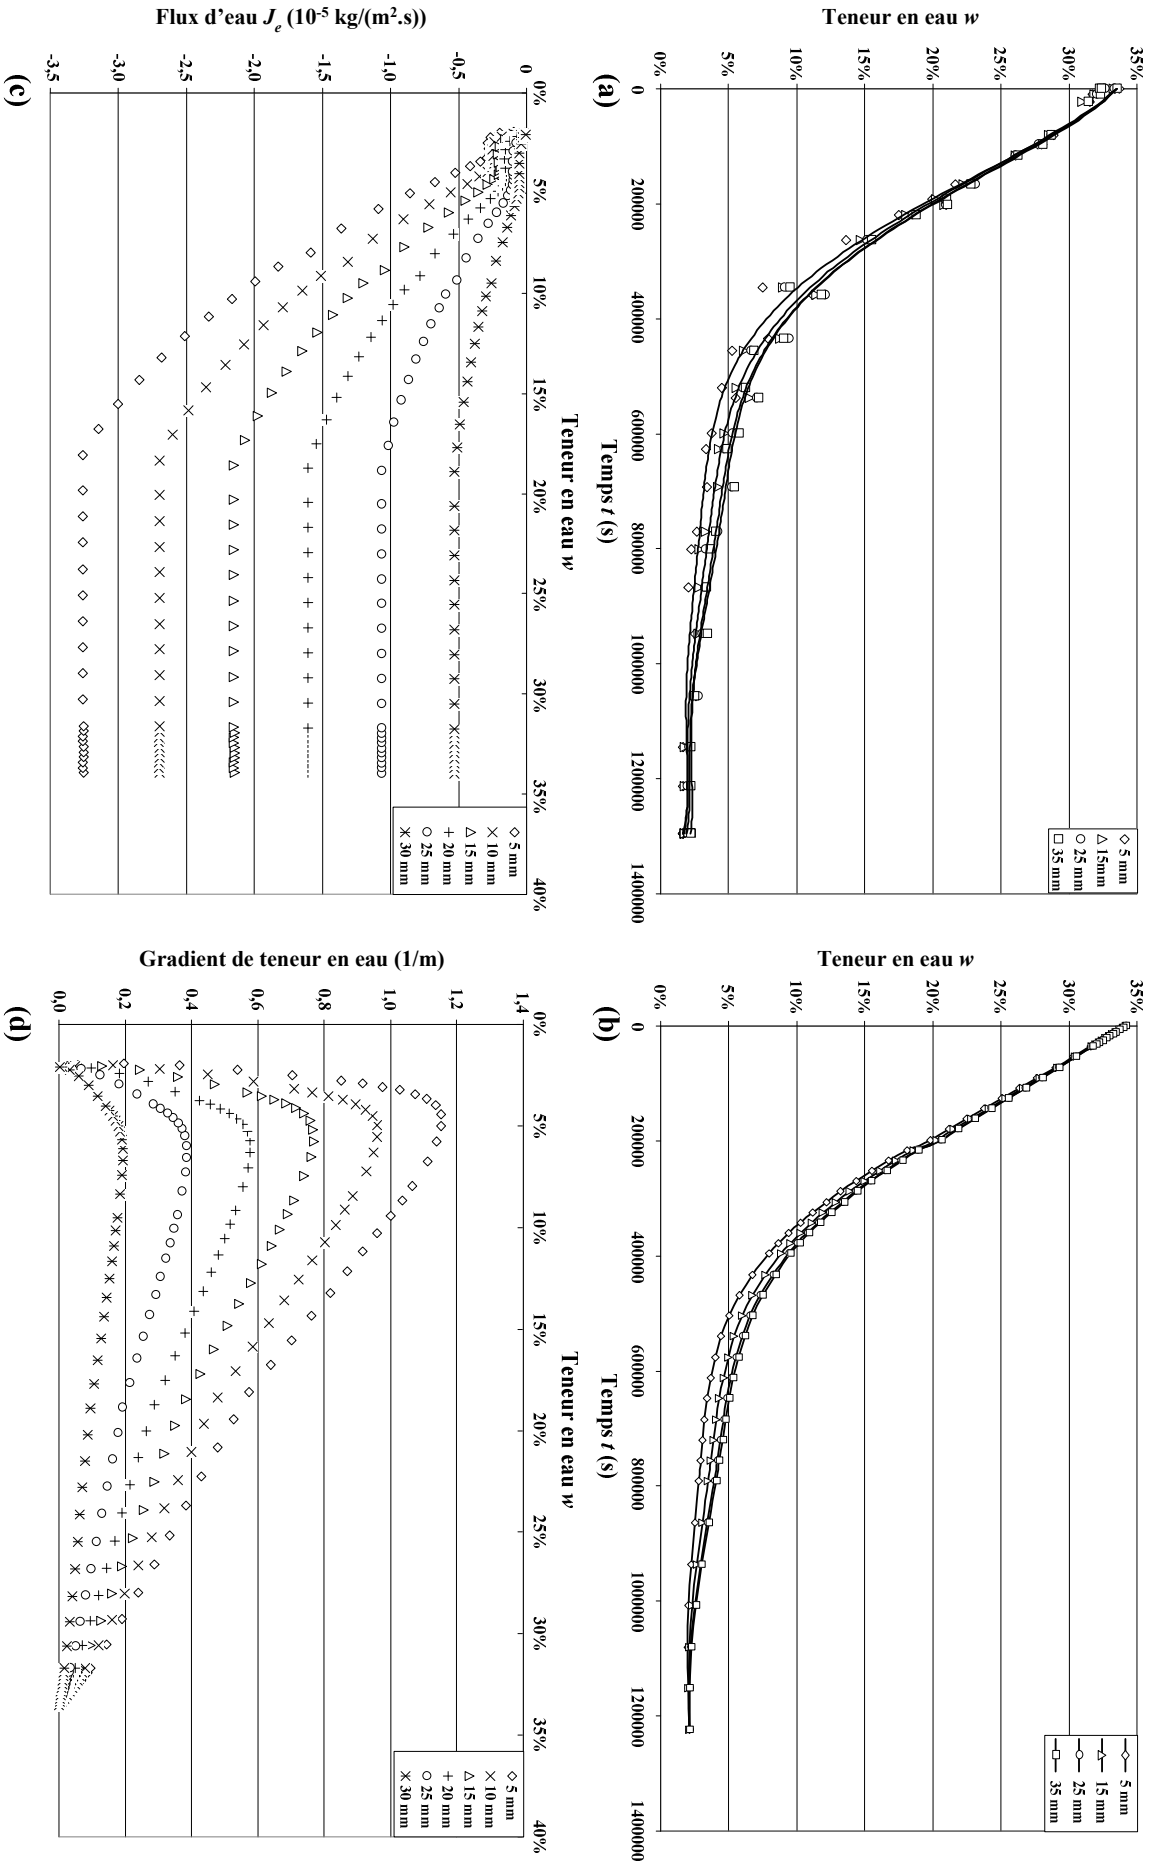 Teneur en eau w
35%
30%
25%
20%
15%
10%
5%
0%
0
200000
400000
600000
800000
1000000
1200000
1400000
Temps t (s)
5 mm
15mm
25 mm
35 mm
(a)
Teneur en eau w
35%
30%
25%
20%
15%
10%
5%
0%
0
200000
400000
600000
800000
1000000
1200000
1400000
Temps t (s)
5 mm
15 mm
25 mm
35 mm
(b)
Flux d'eau Je (10-5 kg/(m2.s))
0
-0,5
-1,0
-1,5
-2,0
-2,5
-3,0
-3,5
0%
5%
10%
15%
20%
25%
30%
35%
40%
Teneur en eau w
5 mm
10 mm
15 mm
20 mm
25 mm
30 mm
(c)
Gradient de teneur en eau (1/m)
1,4
1,2
1,0
0,8
0,6
0,4
0,2
0,0
0%
5%
10%
15%
20%
25%
30%
35%
40%
Teneur en eau w
5 mm
10 mm
15 mm
20 mm
25 mm
30 mm
(d)